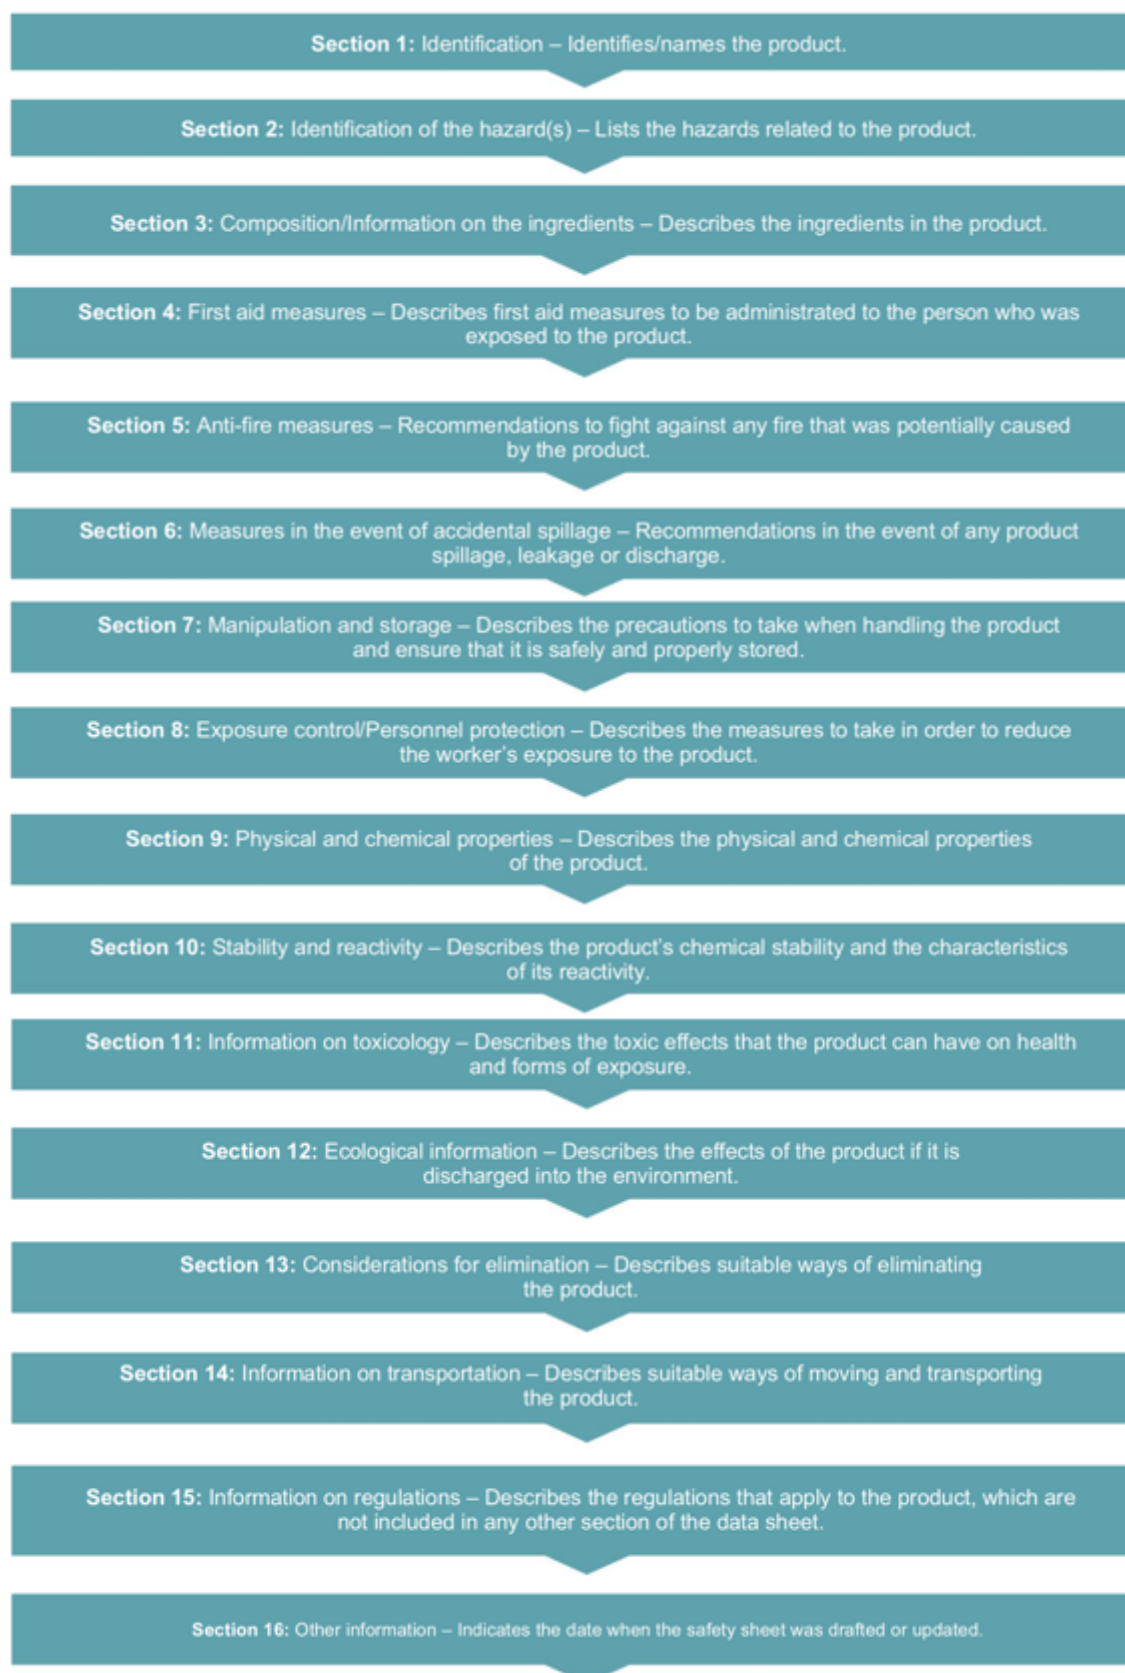 Section 1: Identification – Identifies/names the product.
Section 2: Identification of the hazard(s) – Lists the hazards related to the product.
Section 3: Composition/Information on the ingredients – Describes the ingredients in the product.
Section 4: First aid measures – Describes first aid measures to be administrated to the person who was
exposed to the product.
Section 5: Anti-fire measures – Recommendations to fight against any fire that was potentially caused
by the product.
Section 6: Measures in the event of accidental spillage – Recommendations in the event of any product
spillage, leakage or discharge.
Section 7: Manipulation and storage – Describes the precautions to take when handling the product
and ensure that it is safely and properly stored.
Section 8: Exposure control/Personnel protection – Describes the measures to take in order to reduce
the worker's exposure to the product.
Section 9: Physical and chemical properties – Describes the physical and chemical properties
of the product.
Section 10: Stability and reactivity – Describes the product's chemical stability and the characteristics
of its reactivity.
Section 11: Information on toxicology – Describes the toxic effects that the product can have on health
and forms of exposure.
Section 12: Ecological information – Describes the effects of the product if it is
discharged into the environment.
Section 13: Considerations for elimination – Describes suitable ways of eliminating
the product.
Section 14: Information on transportation – Describes suitable ways of moving and transporting
the product.
Section 15: Information on regulations – Describes the regulations that apply to the product, which are
not included in any other section of the data sheet.
Section 16: Other information – Indicates the date when the safety sheet was drafted or updated.